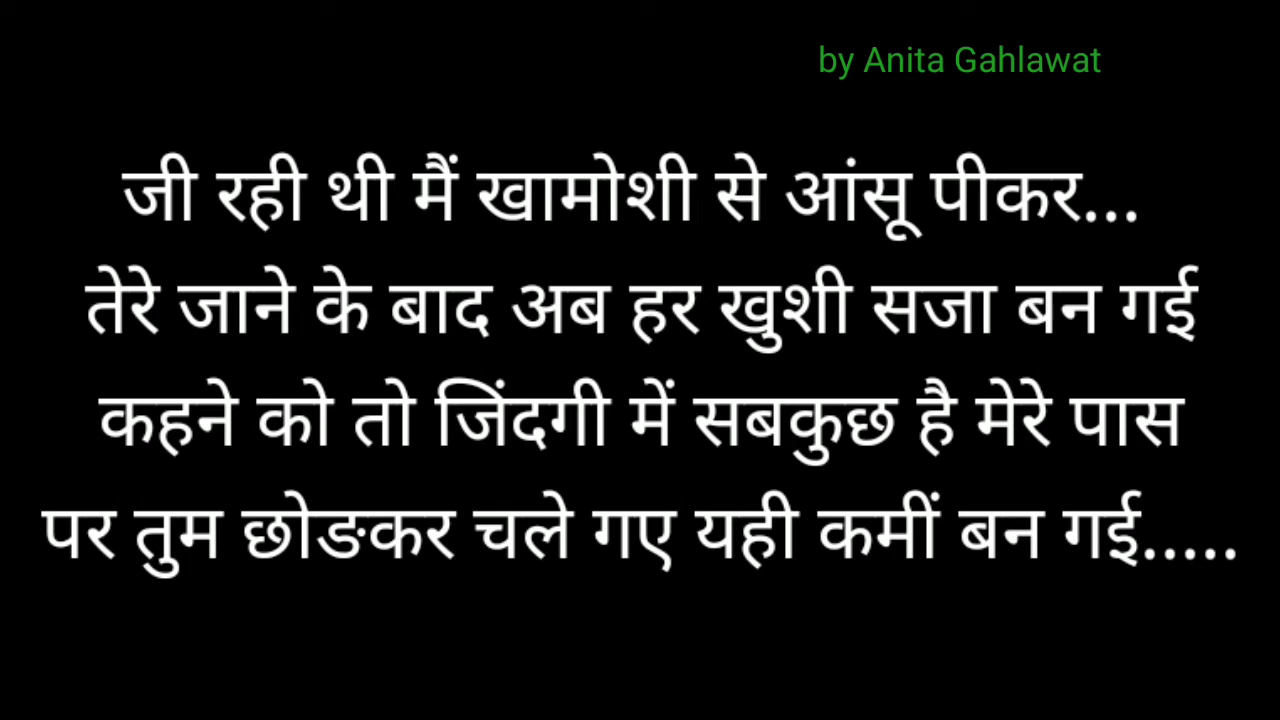 by Anita Gahlawat
जी रही थी मैं खामोशी से आंसू पीकर...
तेरे जाने के बाद अब हर खुशी सजा बन गई
कहने को तो जिंदगी में सबकुछ है मेरे पास
पर तुम छोङकर चले गए यही कमीं बन गई.....